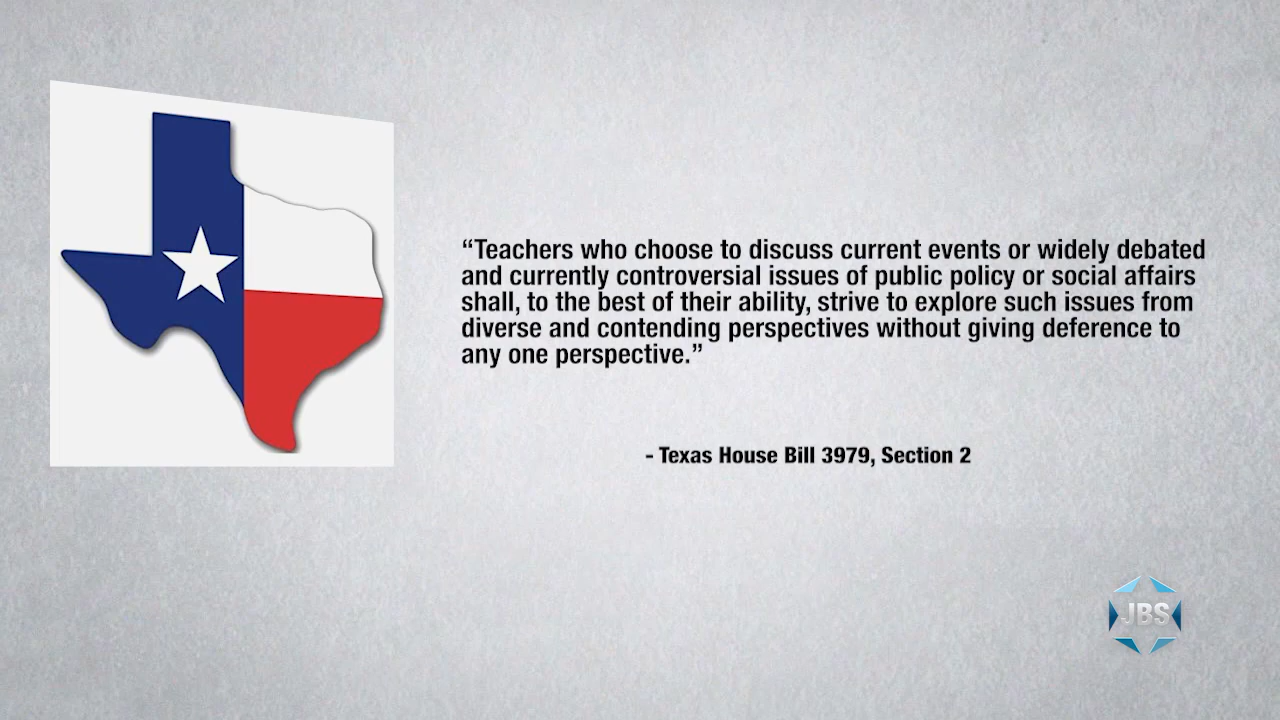 “Teachers who choose to discuss current events or widely debated
and currently controversial issues of public policy or social affairs
shall, to the best of their ability, strive to explore such issues from
diverse and contending perspectives without giving deference to
any one perspective.”
- Texas House Bill 3979, Section 2
JBS